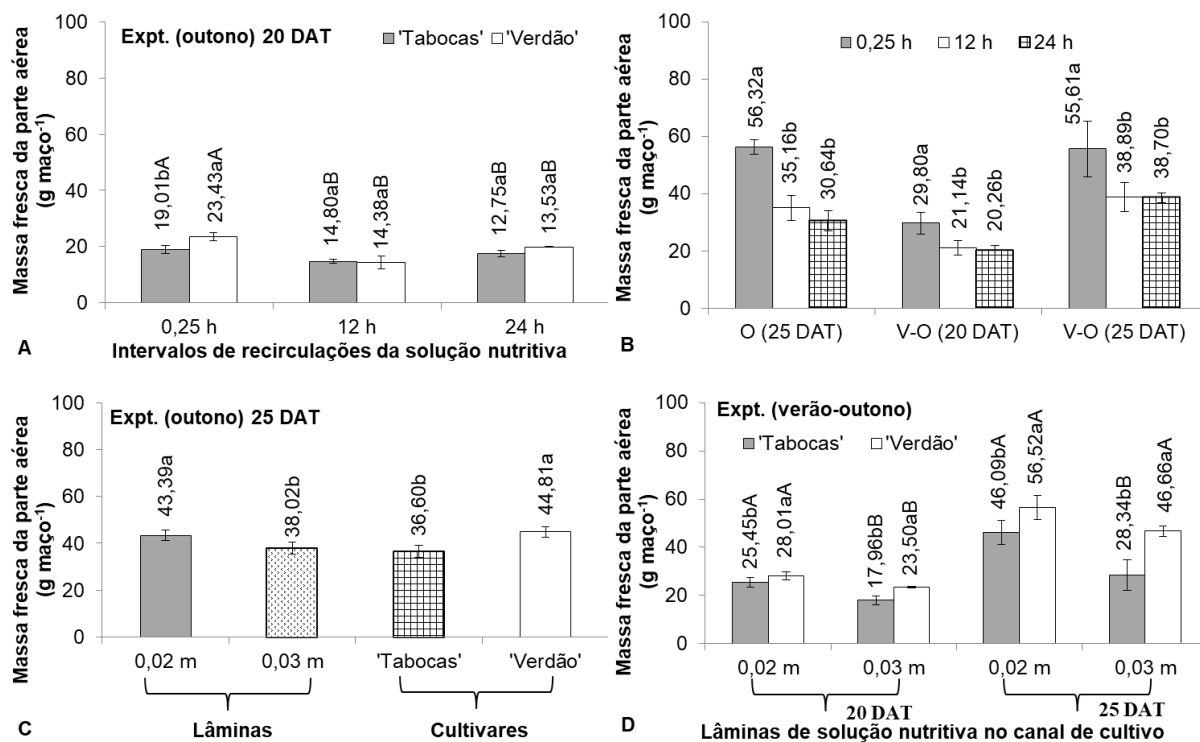 Massa fresca da parte aérea
(g maço⁻¹)
100
80
60
40
20
0
Expt. (outono) 20 DAT
'Tabocas' 'Verdão'
19,01bA
23,43aA
14,80aB
14,38aB
12,75aB
13,53aB
0,25 h 12 h 24 h
A Intervalos de recirculações da solução nutritiva
Massa fresca da parte aérea
(g maço⁻¹)
100
80
60
40
20
0
0,25 h 12 h 24 h
56,32a
35,16b
30,64b
29,80a
21,14b
20,26b
55,61a
38,89b
38,70b
O (25 DAT) V-O (20 DAT) V-O (25 DAT)
B
Massa fresca da parte aérea
(g maço⁻¹)
100
80
60
40
20
0
Expt. (outono) 25 DAT
43,39a
38,02b
36,60b
44,81a
0,02 m 0,03 m 'Tabocas' 'Verdão'
C Lâminas Cultivares
Massa fresca da parte aérea
(g maço⁻¹)
100
80
60
40
20
0
Expt. (verão-outono)
'Tabocas' 'Verdão'
25,45bA
28,01aA
17,96bB
23,50aB
46,09bA
56,52aA
28,34bB
46,66aA
0,02 m 0,03 m 0,02 m 0,03 m
20 DAT 25 DAT
D Lâminas de solução nutritiva no canal de cultivo